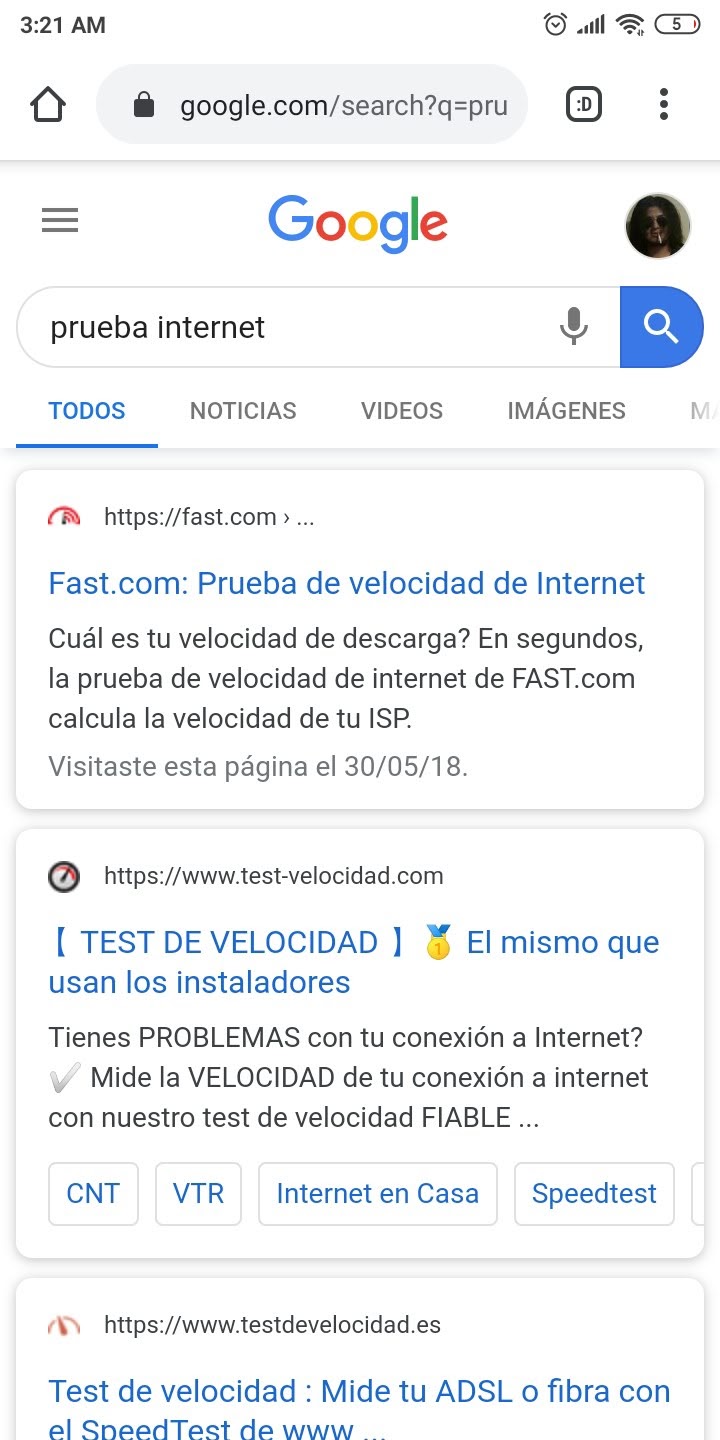 3:21 AM
5
google.com/search?q=pru
:D
Google
prueba internet
TODOS NOTICIAS VIDEOS IMÁGENES
https://fast.com › ...
Fast.com: Prueba de velocidad de Internet
Cuál es tu velocidad de descarga? En segundos,
la prueba de velocidad de internet de FAST.com
calcula la velocidad de tu ISP.
Visitaste esta página el 30/05/18.
https://www.test-velocidad.com
【 TEST DE VELOCIDAD 】🥇 El mismo que
usan los instaladores
Tienes PROBLEMAS con tu conexión a Internet?
✔ Mide la VELOCIDAD de tu conexión a internet
con nuestro test de velocidad FIABLE ...
CNT VTR Internet en Casa Speedtest
https://www.testdevelocidad.es
Test de velocidad : Mide tu ADSL o fibra con
el SpeedTest de www ...